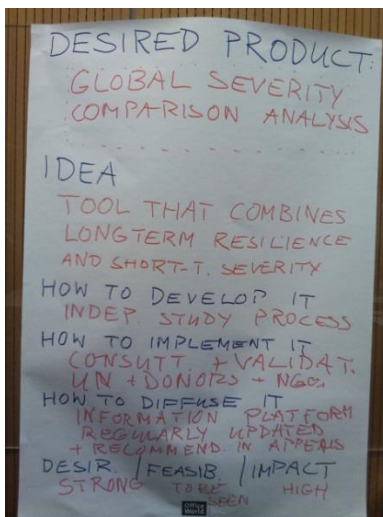 DESIRED PRODUCT:
GLOBAL SEVERITY
COMPARISON ANALYSIS
IDEA
TOOL THAT COMBINES
LONGTERM RESILIENCE
AND SHORT-T. SEVERITY
HOW TO DEVELOP IT
INDEP. STUDY PROCESS
HOW TO IMPLEMENT IT
CONSULT. + VALIDAT.
UN + DONORS + NGOs
HOW TO DIFFUSE IT
INFORMATION PLATFORM
REGULARLY UPDATED
+ RECOMMEND. IN APPEALS
DESIR. / FEASIB. / IMPACT
STRONG TO BE SEEN HIGH
Office World